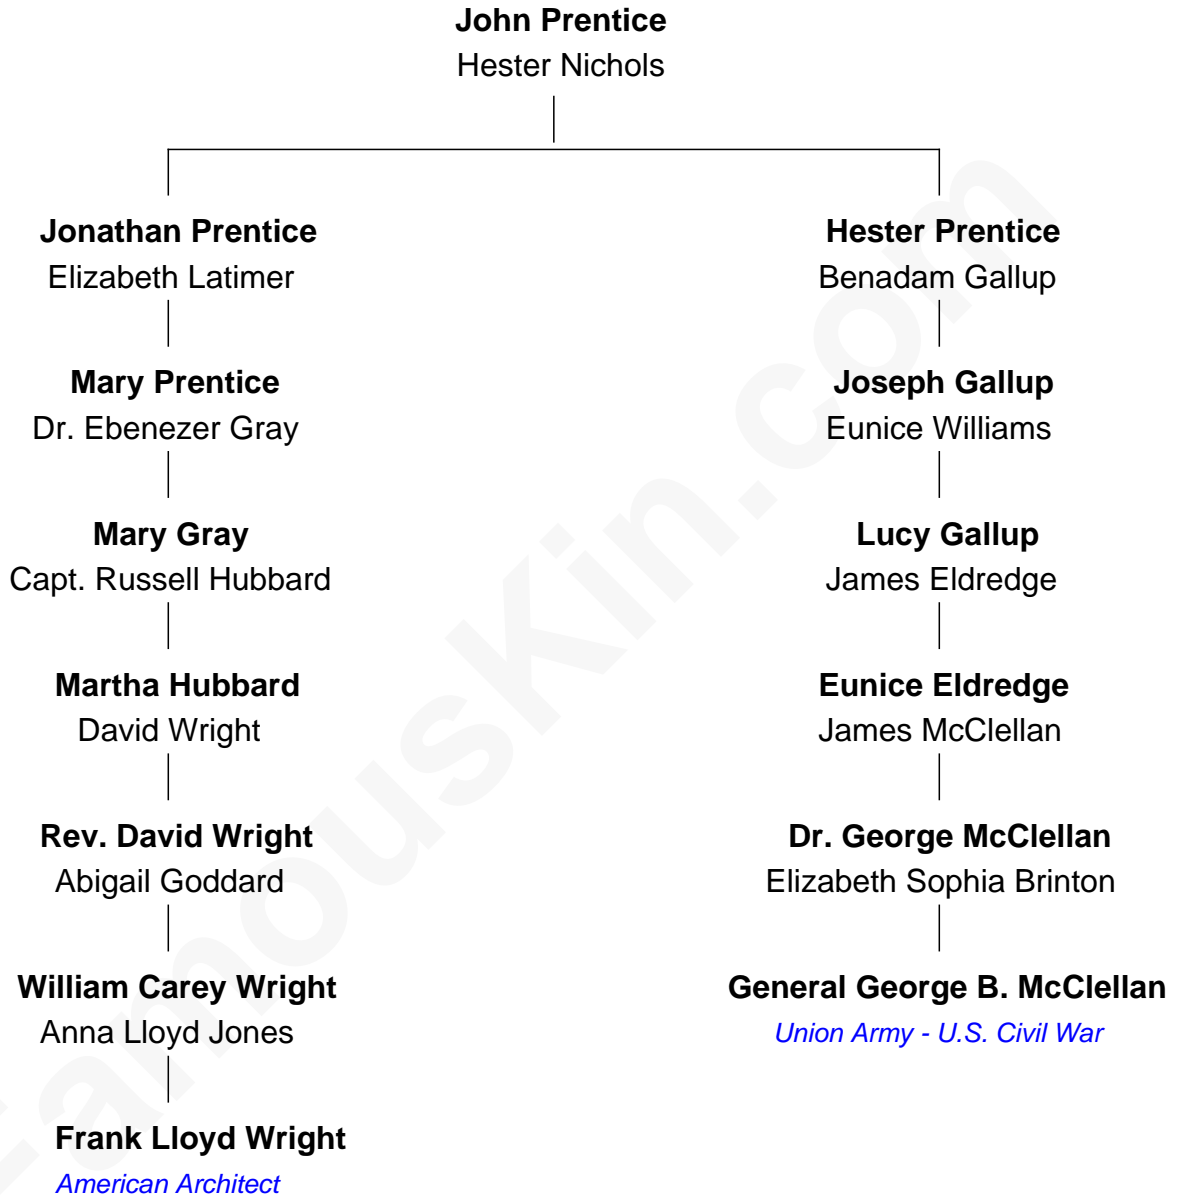 John Prentice
Hester Nichols
Jonathan Prentice
Elizabeth Latimer
Mary Prentice
Dr. Ebenezer Gray
Mary Gray
Capt. Russell Hubbard
Martha Hubbard
David Wright
Rev. David Wright
Abigail Goddard
William Carey Wright
Anna Lloyd Jones
Frank Lloyd Wright
American Architect
Hester Prentice
Benadam Gallup
Joseph Gallup
Eunice Williams
Lucy Gallup
James Eldredge
Eunice Eldredge
James McClellan
Dr. George McClellan
Elizabeth Sophia Brinton
General George B. McClellan
Union Army - U.S. Civil War
FamousKin.com